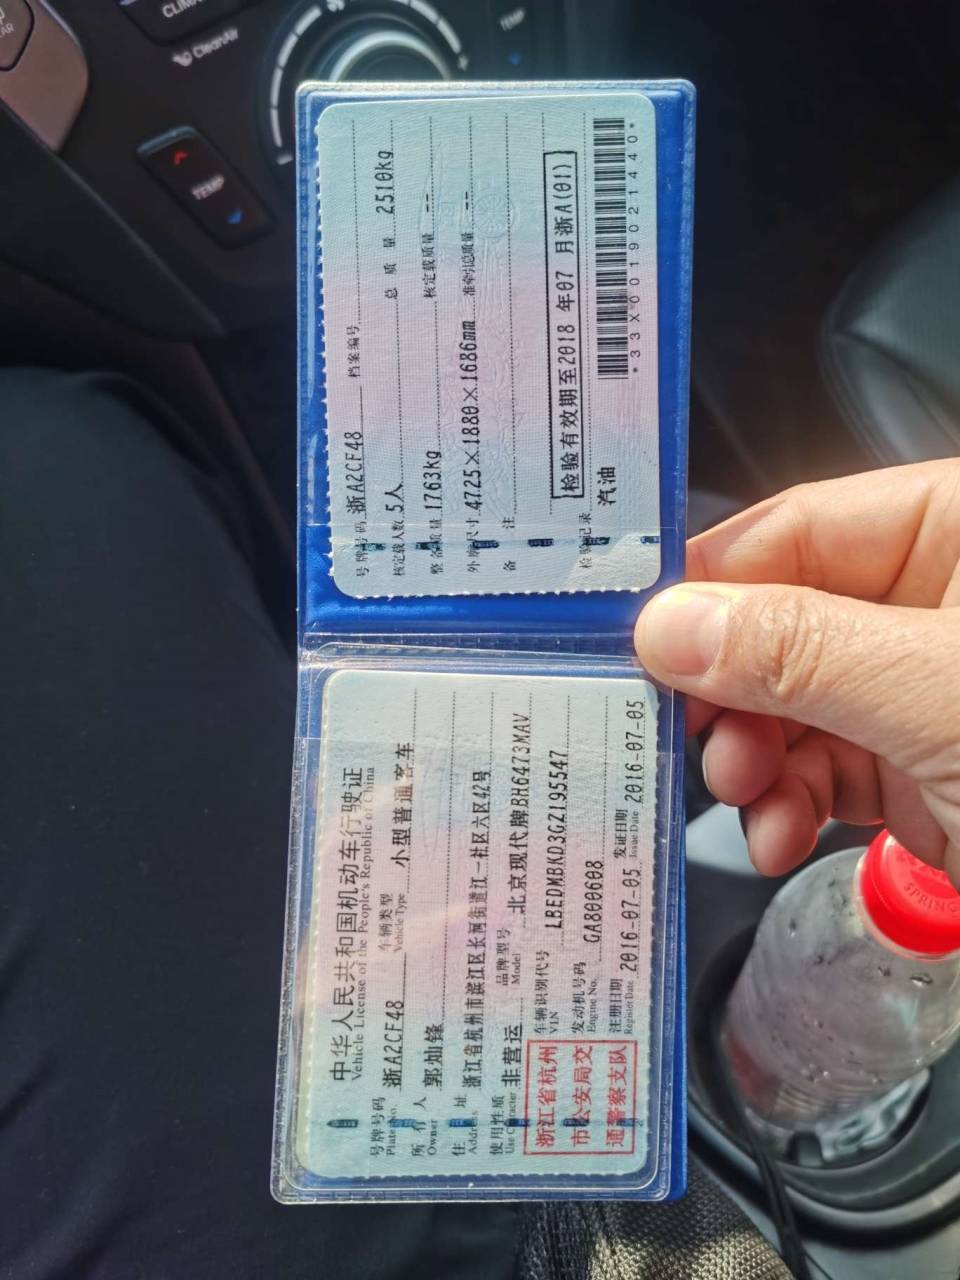 中华人民共和国机动车行驶证
Vehicle License of the People's Republic of China
号牌号码 浙A2CF48 车辆类型 小型普通客车
Plate No. Vehicle Type
所有人 郭灿锋
Owner
住址 浙江省杭州市滨江区长河街道江一社区六区42号
Address
使用性质 非营运 品牌型号 北京现代牌BH6473MAV
Use Character Model
浙江省杭州市公安局交通警察支队
车辆识别代号 LBEDMBKD3GZ195547
VIN
发动机号码 GA800608
Engine No.
注册日期 2016-07-05 发证日期 2016-07-05
Register Date Issue Date
号牌号码 浙A2CF48 档案编号
核定载人数 5人 总质量 2510kg
整备质量 1763kg 核定载质量 --
外廓尺寸 4725×1880×1686mm 准牵引总质量 --
备注
检验有效期至2018年07月浙A(01)
检验记录 汽油
*33X0019021440*
CleanAir
TEMP
TEMP
SPRING